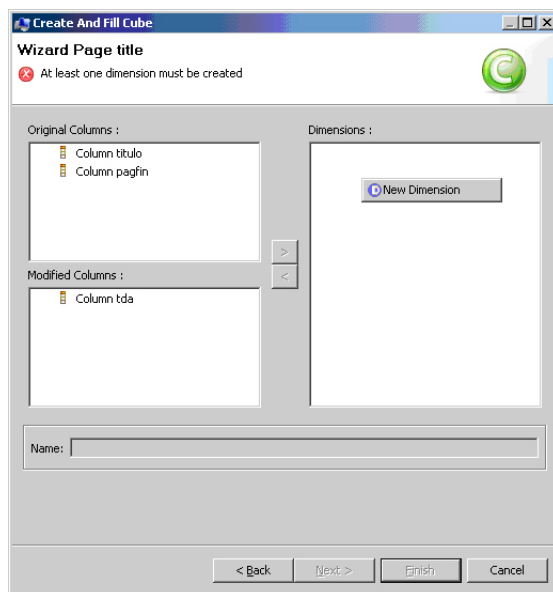 Create And Fill Cube
Wizard Page title
At least one dimension must be created
Original Columns :
Column titulo
Column pagfin
Modified Columns :
Column tda
>
<
Dimensions :
New Dimension
Name:
< Back
Next >
Finish
Cancel